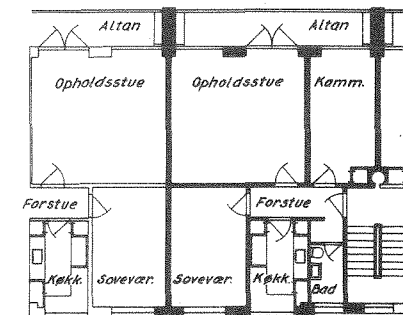 Altan Altan
Opholdsstue Opholdsstue Kamm.
Forstue Forstue
Køkk. Sovevær. Sovevær. Køkk. Bad